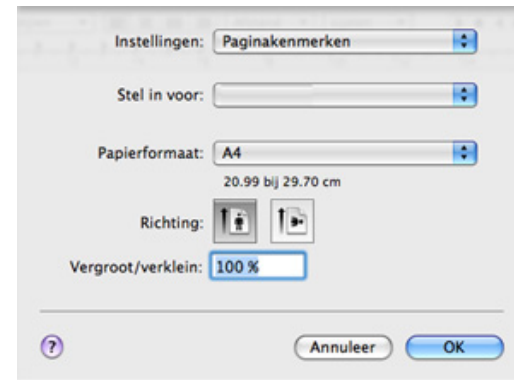 Instellingen: Paginakenmerken
Stel in voor:
Papierformaat: A4
20.99 bij 29.70 cm
Richting:
Vergroot/verklein: 100 %
? Annuleer OK